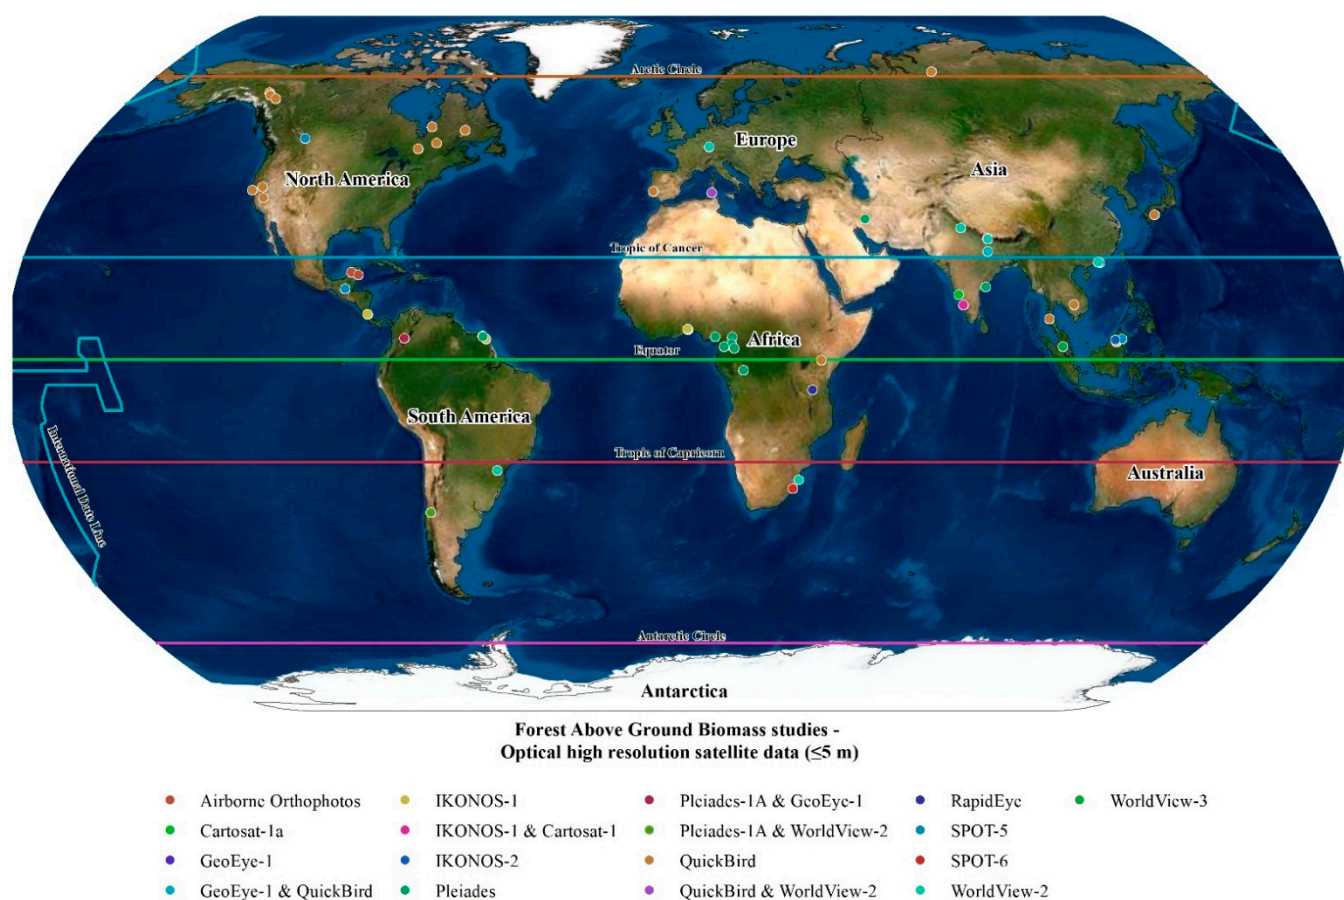 Arctic Circle
Europe
North America
Asia
Tropic of Cancer
Africa
Equator
South America
Tropic of Capricorn
Australia
International Date Line
Antarctic Circle
Antarctica
Forest Above Ground Biomass studies -
Optical high resolution satellite data (≤5 m)
Airborne Orthophotos
Cartosat-1a
GeoEye-1
GeoEye-1 & QuickBird
IKONOS-1
IKONOS-1 & Cartosat-1
IKONOS-2
Pleiades
Pleiades-1A & GeoEye-1
Pleiades-1A & WorldView-2
QuickBird
QuickBird & WorldView-2
RapidEye
SPOT-5
SPOT-6
WorldView-2
WorldView-3